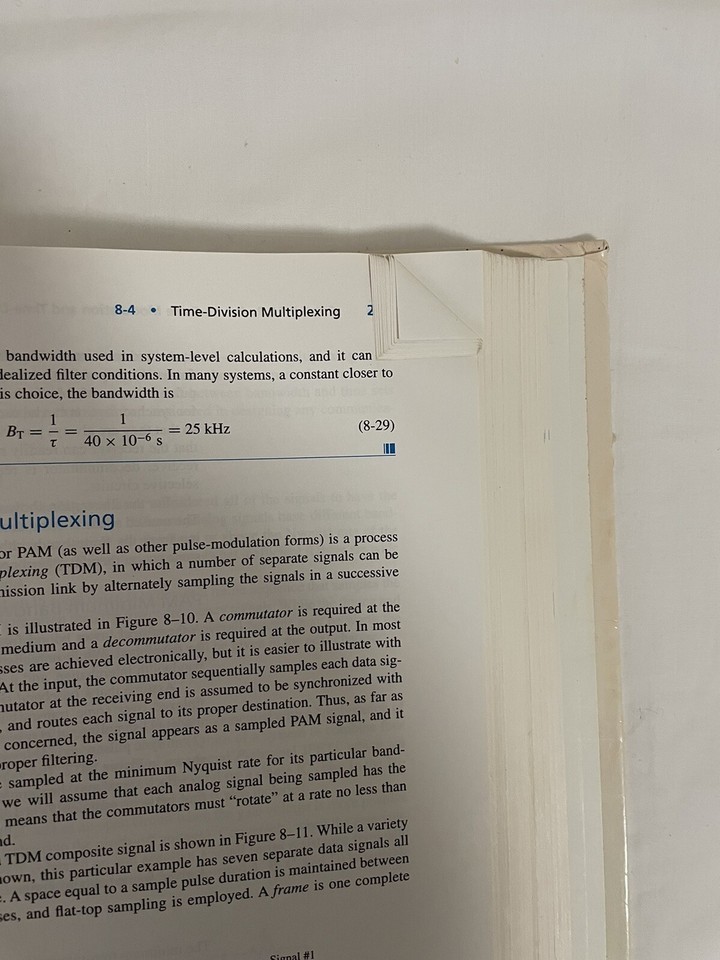 8-4 • Time-Division Multiplexing 2
bandwidth used in system-level calculations, and it can
dealized filter conditions. In many systems, a constant closer to
is choice, the bandwidth is
B_T = 1/τ = 1/(40 × 10^−6 s) = 25 kHz (8-29)
ultiplexing
or PAM (as well as other pulse-modulation forms) is a process
plexing (TDM), in which a number of separate signals can be
mission link by alternately sampling the signals in a successive
is illustrated in Figure 8–10. A commutator is required at the
medium and a decommutator is required at the output. In most
sses are achieved electronically, but it is easier to illustrate with
At the input, the commutator sequentially samples each data sig-
mutator at the receiving end is assumed to be synchronized with
, and routes each signal to its proper destination. Thus, as far as
concerned, the signal appears as a sampled PAM signal, and it
roper filtering.
sampled at the minimum Nyquist rate for its particular band-
we will assume that each analog signal being sampled has the
means that the commutators must “rotate” at a rate no less than
nd.
TDM composite signal is shown in Figure 8–11. While a variety
own, this particular example has seven separate data signals all
. A space equal to a sample pulse duration is maintained between
ses, and flat-top sampling is employed. A frame is one complete
Signal #1